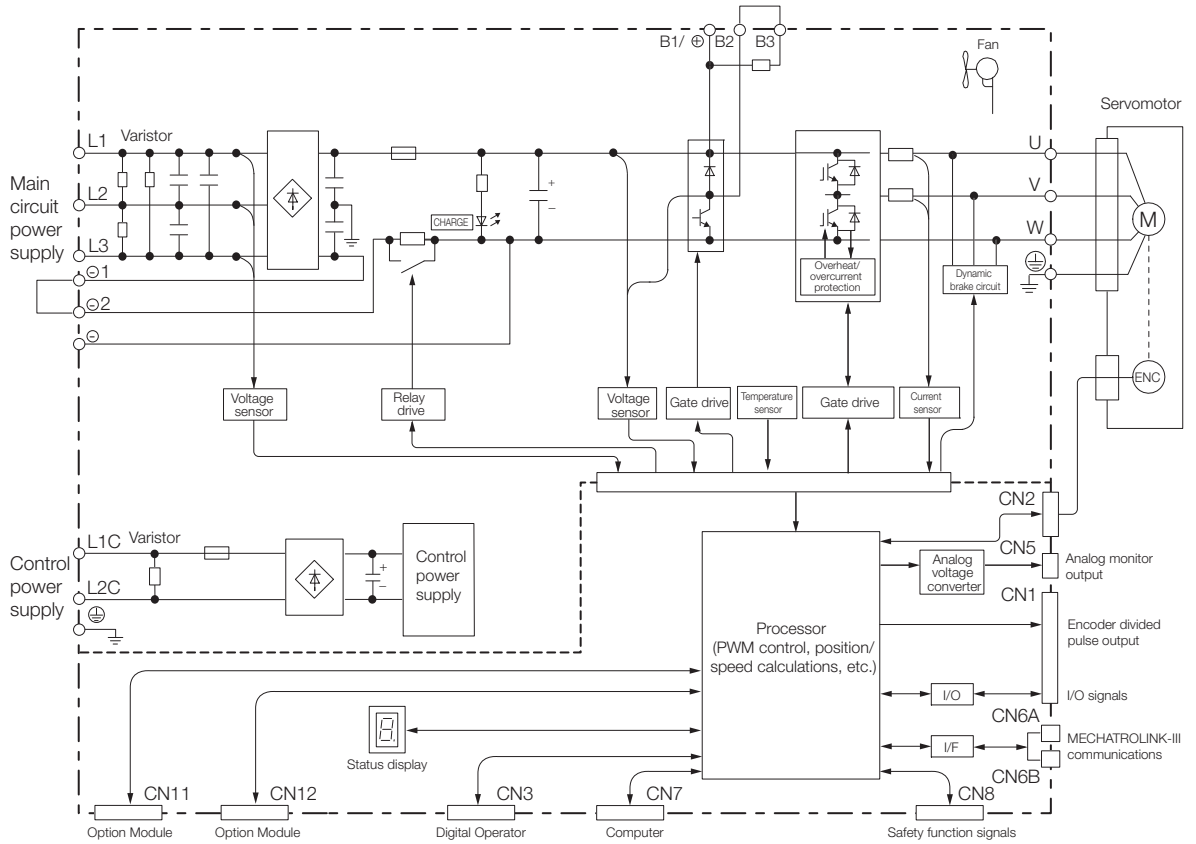 B1/ ⊕ B2 B3
Fan
Servomotor
L1 Varistor
U
Main
circuit
power
supply
L2
V
+
−
CHARGE
L3
W
M
⊖1
Overheat/
overcurrent
protection
Dynamic
brake circuit
⊖2
⊖
ENC
Voltage
sensor
Relay
drive
Voltage
sensor
Gate drive
Temperature
sensor
Gate drive
Current
sensor
CN2
L1C Varistor
Control
power
supply
+
−
Control
power
supply
L2C
CN5
Analog
voltage
converter
Analog monitor
output
CN1
Processor
(PWM control, position/
speed calculations, etc.)
Encoder divided
pulse output
I/O
I/O signals
CN6A
8.
Status display
I/F
MECHATROLINK-III
communications
CN6B
CN11 CN12 CN3 CN7 CN8
Option Module Option Module Digital Operator Computer Safety function signals